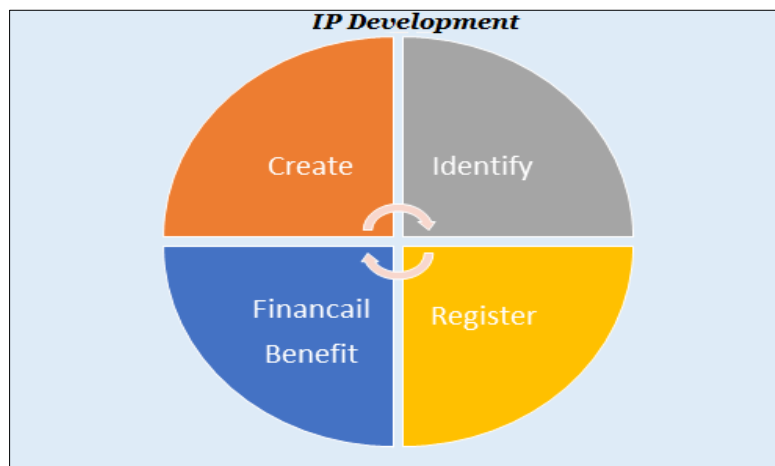 IP Development
Create
Identify
Financail
Benefit
Register